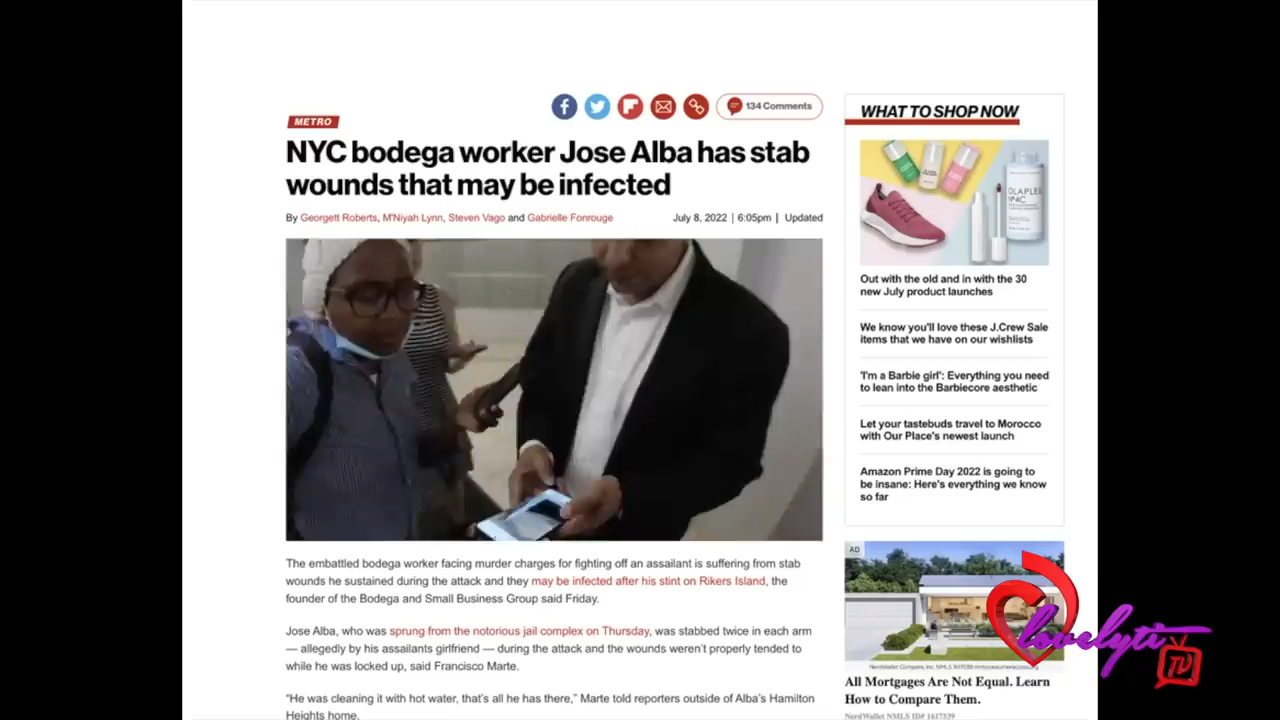 134 Comments
METRO
NYC bodega worker Jose Alba has stab
wounds that may be infected
By Georgett Roberts, M'Niyah Lynn, Steven Vago and Gabrielle Fonrouge
July 8, 2022 | 6:05pm | Updated
The embattled bodega worker facing murder charges for fighting off an assailant is suffering from stab
wounds he sustained during the attack and they may be infected after his stint on Rikers Island, the
founder of the Bodega and Small Business Group said Friday.
Jose Alba, who was sprung from the notorious jail complex on Thursday, was stabbed twice in each arm
— allegedly by his assailants girlfriend — during the attack and the wounds weren't properly tended to
while he was locked up, said Francisco Marte.
“He was cleaning it with hot water, that's all he has there,” Marte told reporters outside of Alba's Hamilton
Heights home.
WHAT TO SHOP NOW
OLAPLEX
Nº.4C
Out with the old and in with the 30
new July product launches
We know you'll love these J.Crew Sale
items that we have on our wishlists
'I'm a Barbie girl': Everything you need
to lean into the Barbiecore aesthetic
Let your tastebuds travel to Morocco
with Our Place's newest launch
Amazon Prime Day 2022 is going to
be insane: Here's everything we know
so far
AD
lovelyti
TV
All Mortgages Are Not Equal. Learn
How to Compare Them.
NerdWallet NMLS ID# 1617539